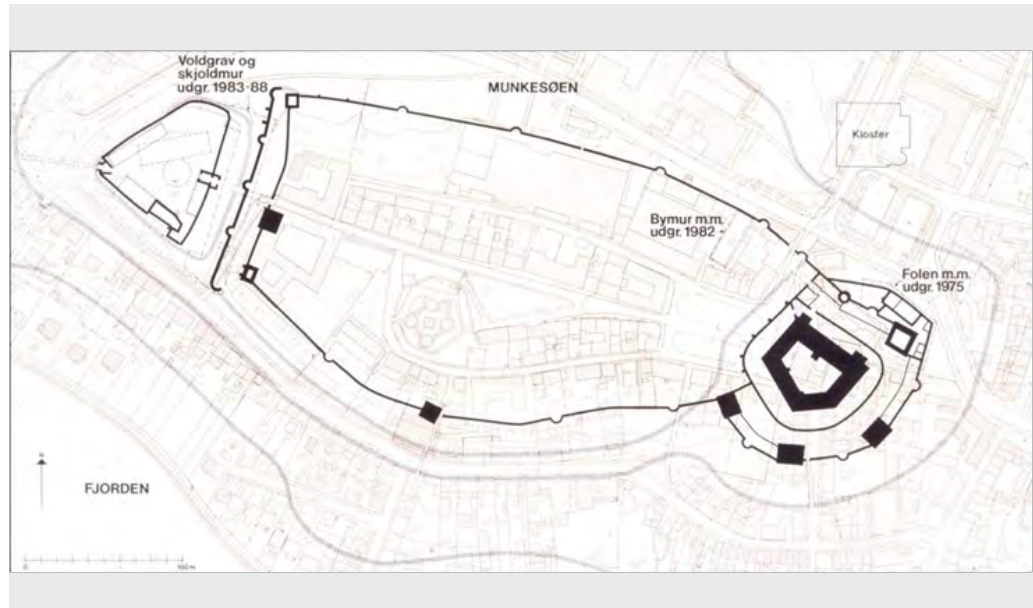 Voldgrav og
skjoldmur
udgr. 1983-88
MUNKESØEN
Kloster
Bymur m.m.
udgr. 1982
Folen m.m.
udgr. 1975
N
FJORDEN
0
100 m